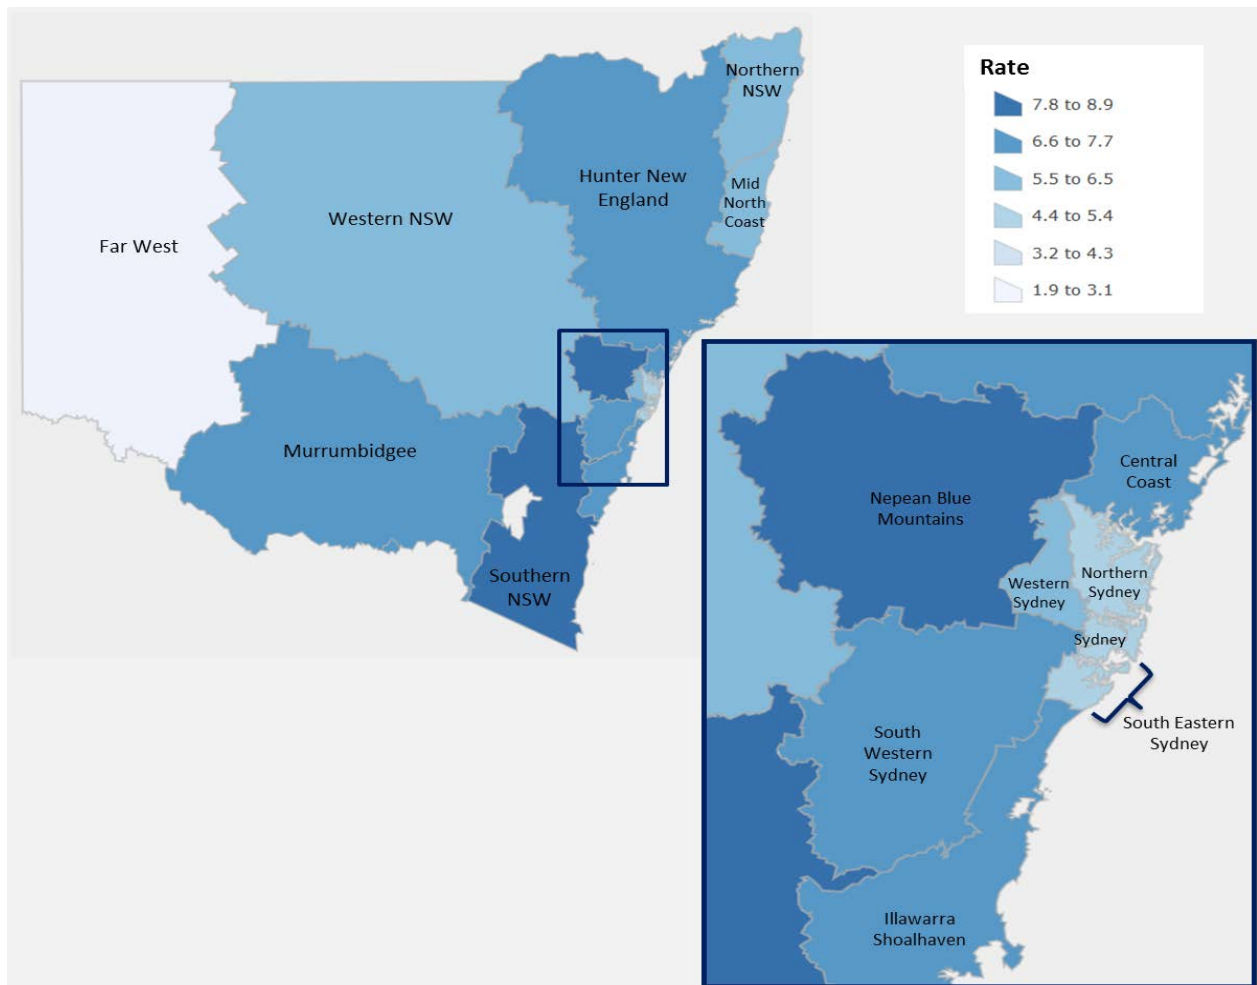 Northern
NSW
Hunter New
England
Mid
North
Coast
Western NSW
Far West
Murrumbidgee
Southern
NSW
Rate
7.8 to 8.9
6.6 to 7.7
5.5 to 6.5
4.4 to 5.4
3.2 to 4.3
1.9 to 3.1
Central
Coast
Nepean Blue
Mountains
Western
Sydney
Northern
Sydney
Sydney
South Eastern
Sydney
South
Western
Sydney
Illawarra
Shoalhaven